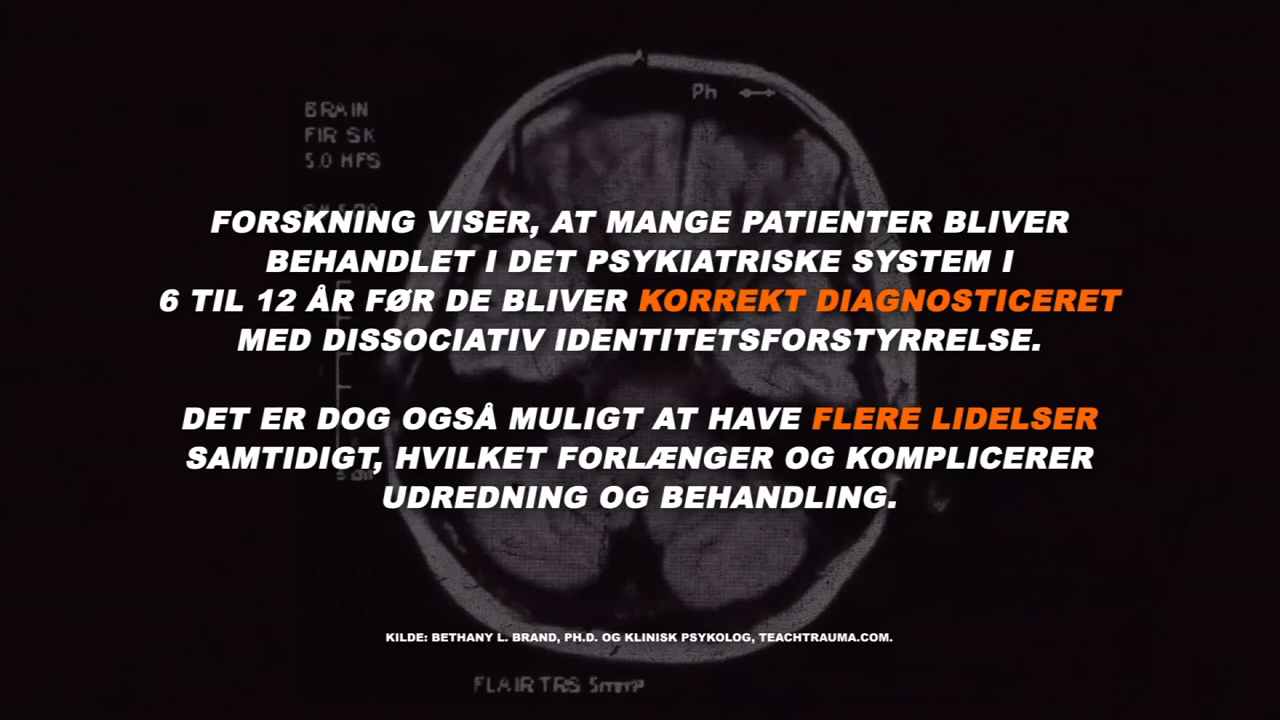 Ph
BRAIN
FIR SK
5.0 HFS
FORSKNING VISER, AT MANGE PATIENTER BLIVER
BEHANDLET I DET PSYKIATRISKE SYSTEM I
6 TIL 12 ÅR FØR DE BLIVER KORREKT DIAGNOSTICERET
MED DISSOCIATIV IDENTITETSFORSTYRRELSE.
DET ER DOG OGSÅ MULIGT AT HAVE FLERE LIDELSER
SAMTIDIGT, HVILKET FORLÆNGER OG KOMPLICERER
UDREDNING OG BEHANDLING.
KILDE: BETHANY L. BRAND, PH.D. OG KLINISK PSYKOLOG, TEACHTRAUMA.COM.
FLAIR TRS 5mm